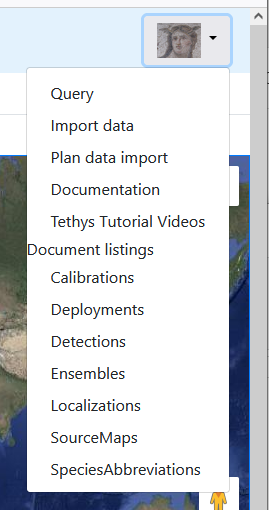 Query
Import data
Plan data import
Documentation
Tethys Tutorial Videos
Document listings
Calibrations
Deployments
Detections
Ensembles
Localizations
SourceMaps
SpeciesAbbreviations